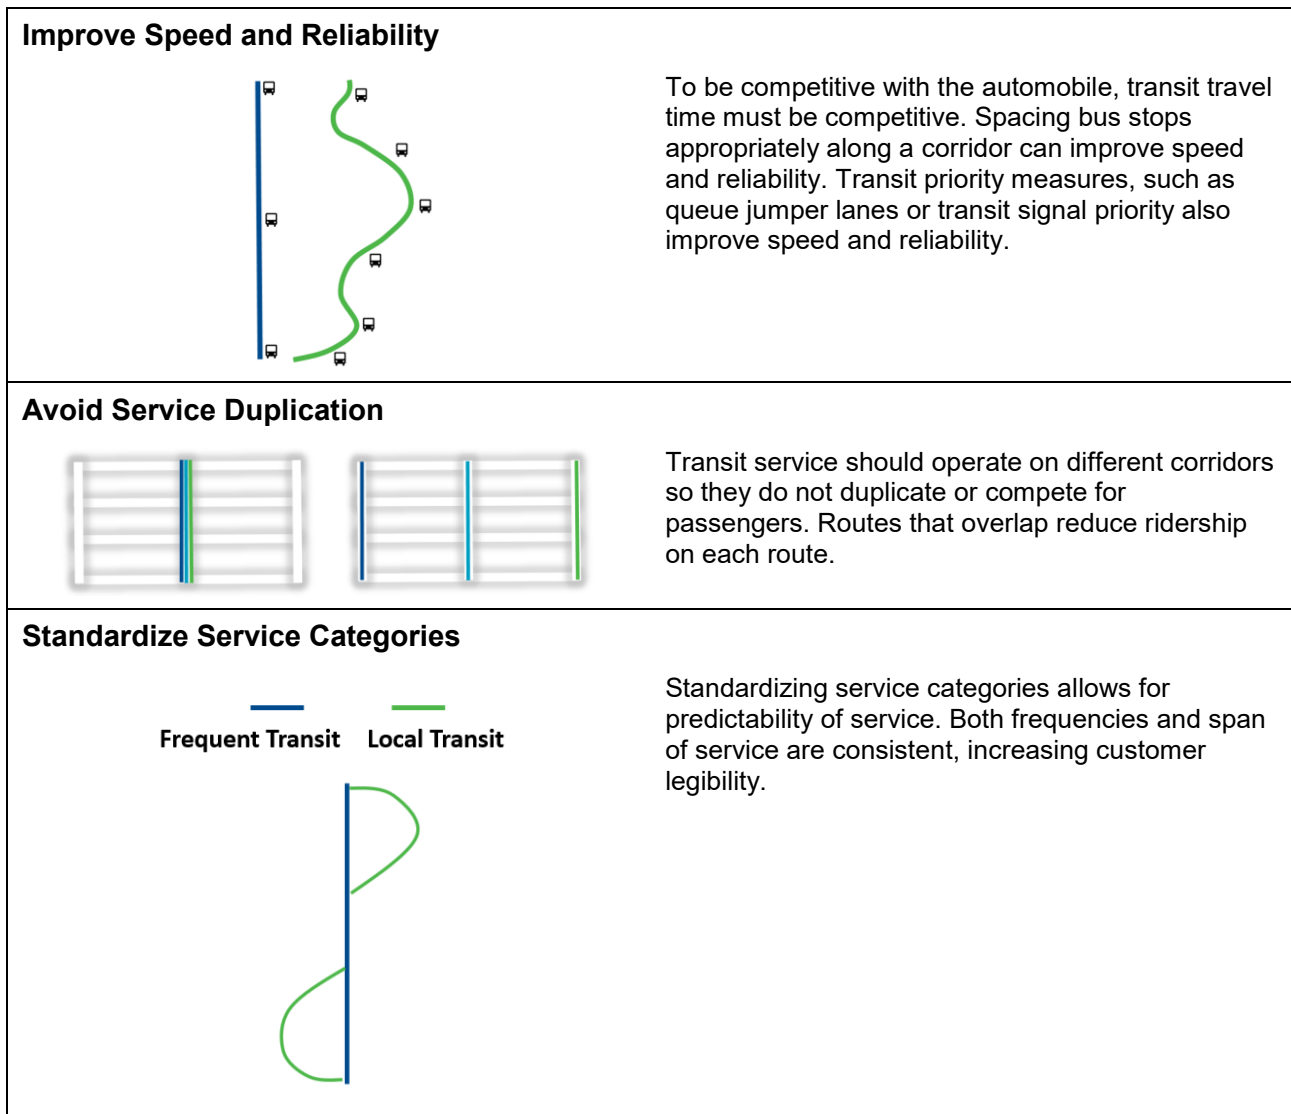 Improve Speed and Reliability
To be competitive with the automobile, transit travel
time must be competitive. Spacing bus stops
appropriately along a corridor can improve speed
and reliability. Transit priority measures, such as
queue jumper lanes or transit signal priority also
improve speed and reliability.
Avoid Service Duplication
Transit service should operate on different corridors
so they do not duplicate or compete for
passengers. Routes that overlap reduce ridership
on each route.
Standardize Service Categories
Frequent Transit Local Transit
Standardizing service categories allows for
predictability of service. Both frequencies and span
of service are consistent, increasing customer
legibility.